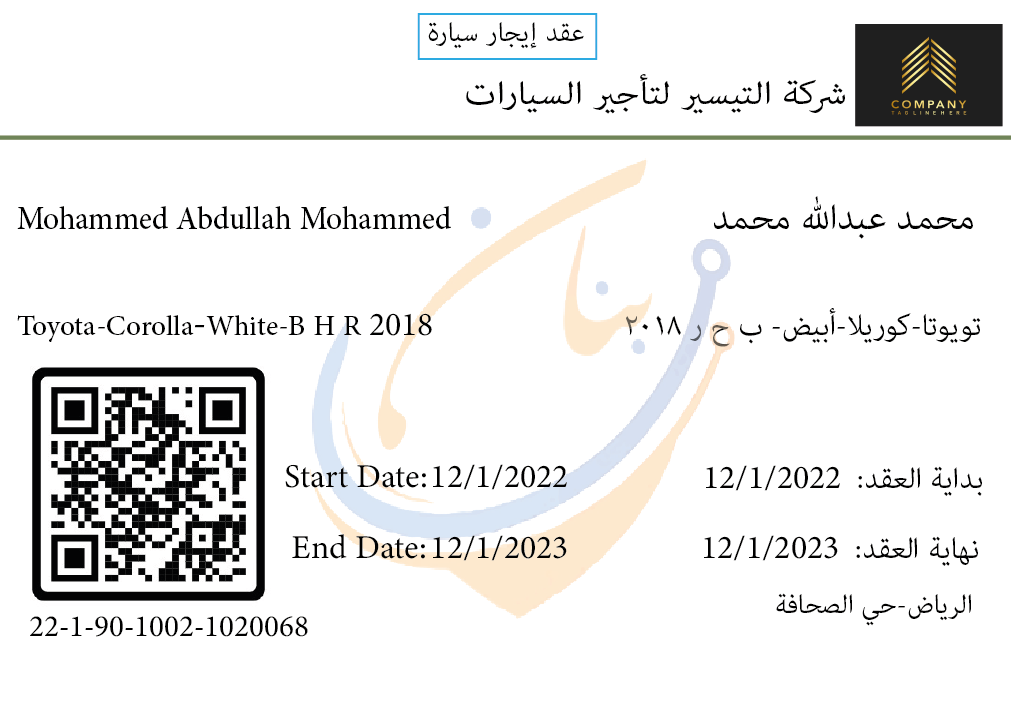 عقد إيجار سيارة
شركة التيسير لتأجير السيارات
COMPANY
TAGLINE HERE
محمد عبدالله محمد
Mohammed Abdullah Mohammed
بنان
تويوتا-كوريلا-أبيض- ب ح ر ٢٠١٨
Toyota-Corolla-White-B H R 2018
بداية العقد: 12/1/2022
Start Date:12/1/2022
نهاية العقد: 12/1/2023
End Date:12/1/2023
الرياض-حي الصحافة
22-1-90-1002-1020068